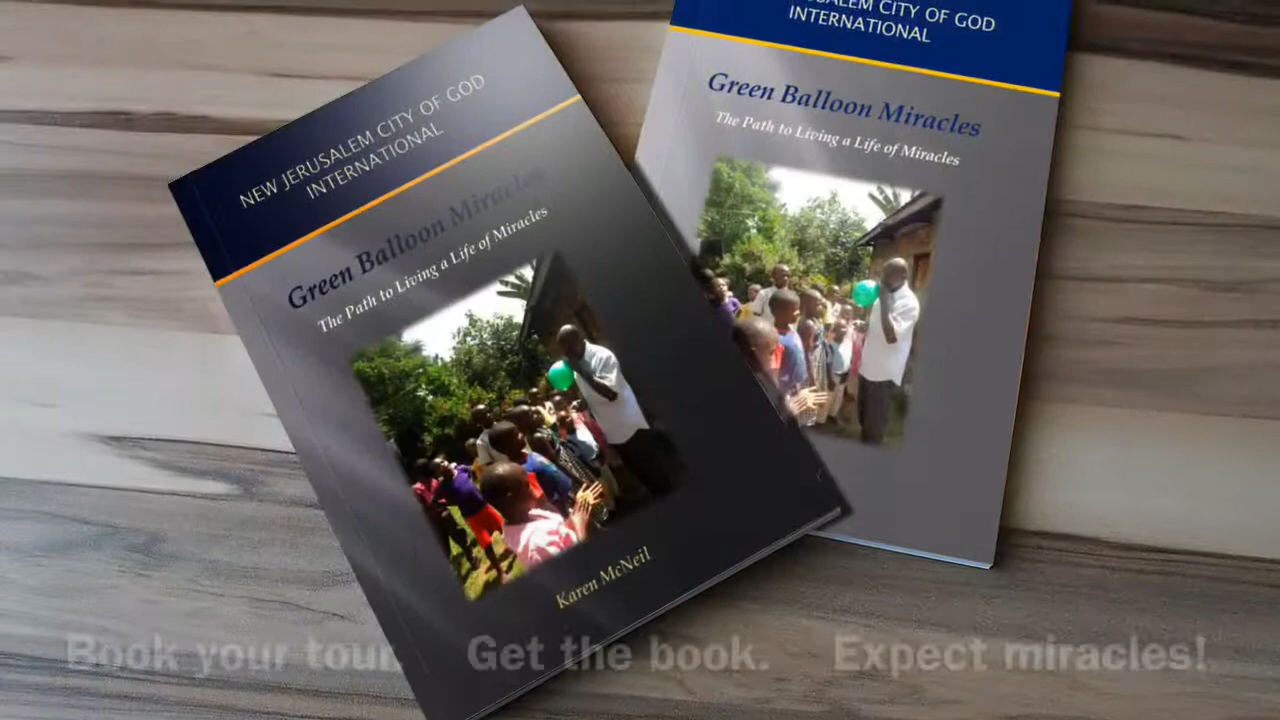 NEW JERUSALEM CITY OF GOD
INTERNATIONAL
Green Balloon Miracles
The Path to Living a Life of Miracles
Karen McNeil
CITY OF GOD
INTERNATIONAL
Green Balloon Miracles
The Path to Living a Life of Miracles
Book your tour. Get the book. Expect miracles!